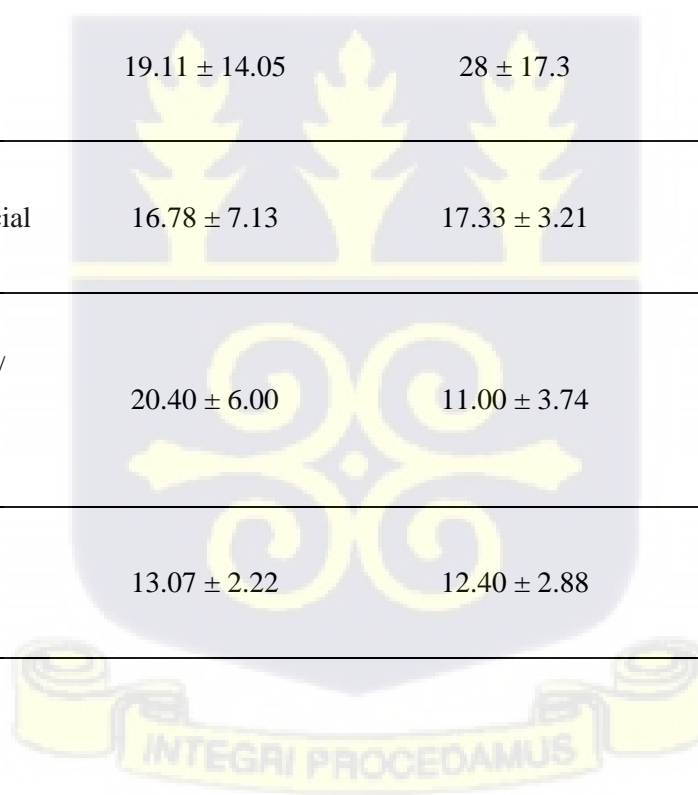 19.11 ± 14.05 28 ± 17.3
cial 16.78 ± 7.13 17.33 ± 3.21
/
20.40 ± 6.00 11.00 ± 3.74
13.07 ± 2.22 12.40 ± 2.88
INTEGRI PROCEDAMUS